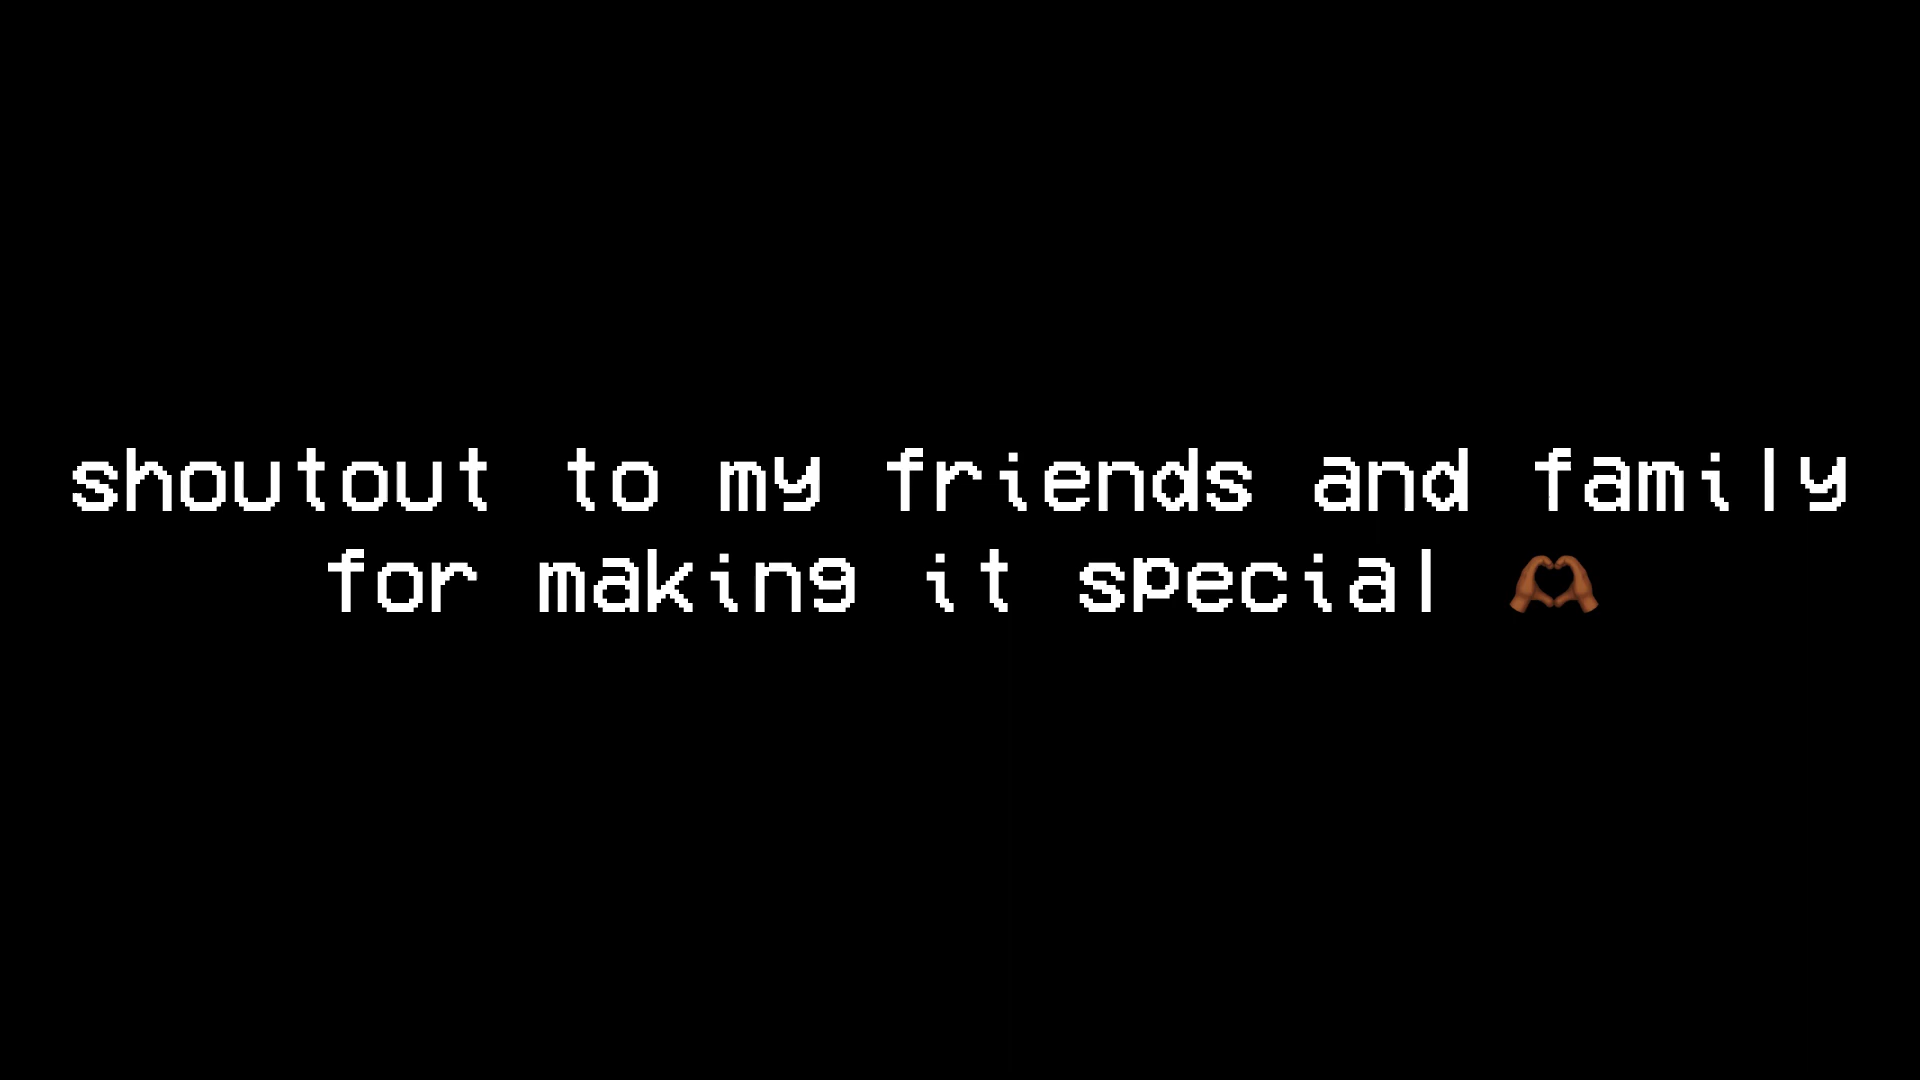 shoutout to my friends and family
for making it special 🫶🏾